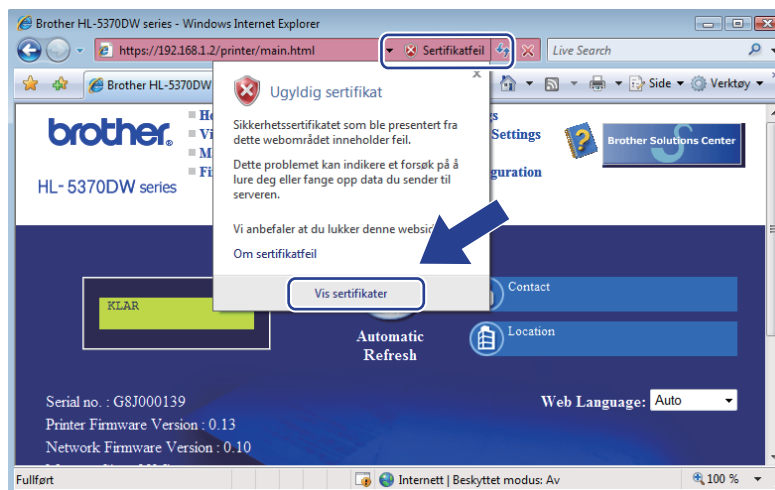 Brother HL-5370DW series - Windows Internet Explorer
https://192.168.1.2/printer/main.html
Sertifikatfeil
Live Search
Brother HL-5370DW
Side
Verktøy
Ugyldig sertifikat
x
Sikkerhetssertifikatet som ble presentert fra
dette webområdet inneholder feil.
Dette problemet kan indikere et forsøk på å
lure deg eller fange opp data du sender til
serveren.
Vi anbefaler at du lukker denne
Om sertifikatfeil
Vis sertifikater
brother
HL-5370DW series
Settings
Brother Solutions Center
KLAR
Automatic
Refresh
Contact
Location
Serial no. : G8J000139
Printer Firmware Version : 0.13
Network Firmware Version : 0.10
Web Language: Auto
Fullført
Internett | Beskyttet modus: Av
100 %